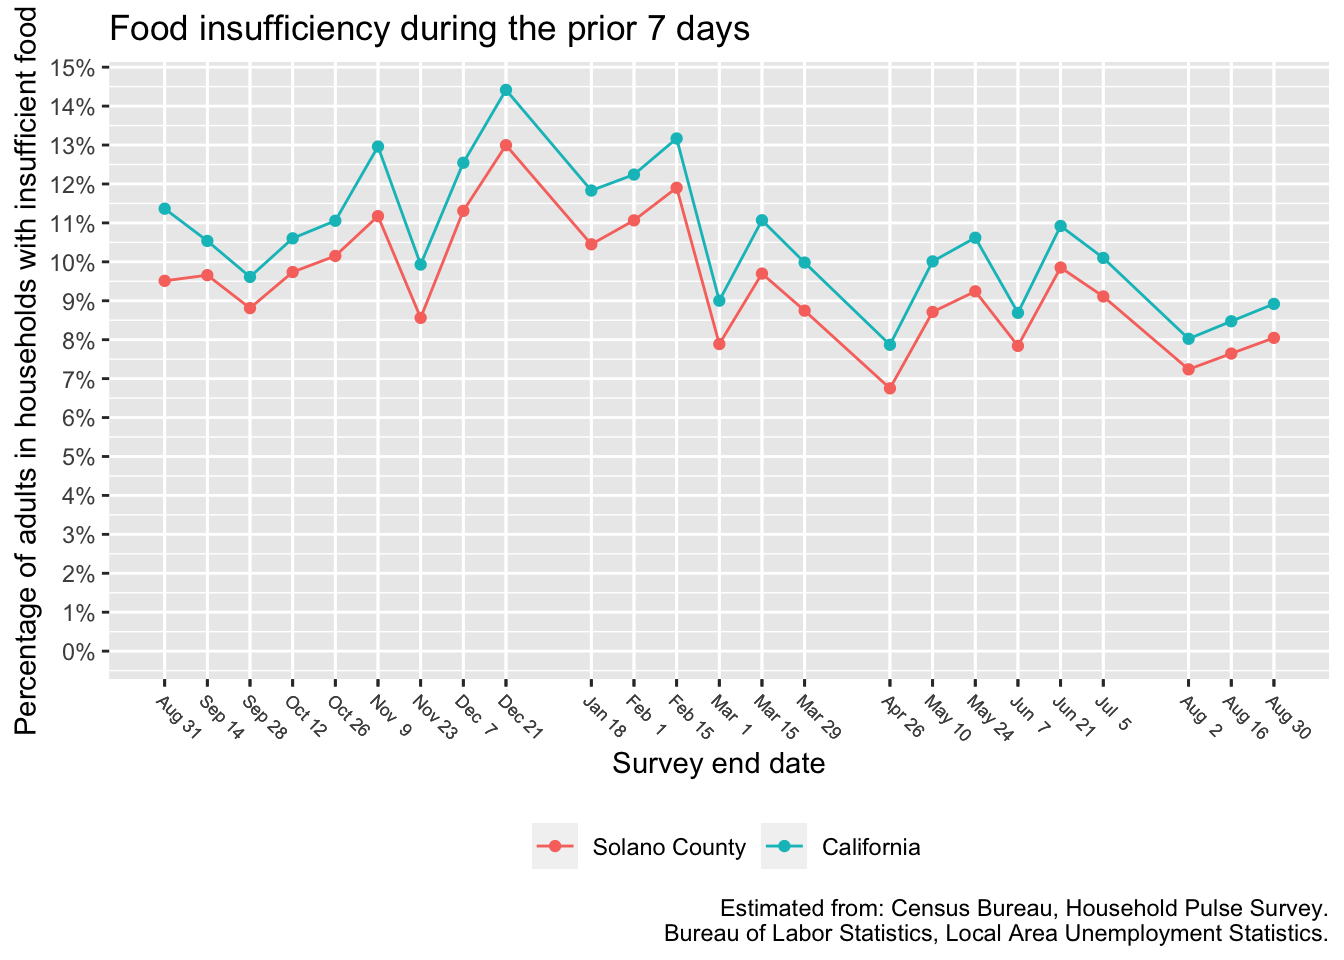 Food insufficiency during the prior 7 days
Percentage of adults in households with insufficient food
15%
14%
13%
12%
11%
10%
9%
8%
7%
6%
5%
4%
3%
2%
1%
0%
Aug 31
Sep 14
Sep 28
Oct 12
Oct 26
Nov 9
Nov 23
Dec 7
Dec 21
Jan 18
Feb 1
Feb 15
Mar 1
Mar 15
Mar 29
Apr 26
May 10
May 24
Jun 7
Jun 21
Jul 5
Aug 2
Aug 16
Aug 30
Survey end date
Solano County
California
Estimated from: Census Bureau, Household Pulse Survey.
Bureau of Labor Statistics, Local Area Unemployment Statistics.